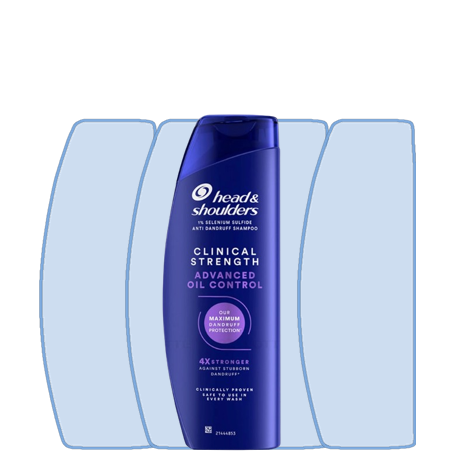 head&
shoulders
1% SELENIUM SULFIDE
ANTI DANDRUFF SHAMPOO
CLINICAL
STRENGTH
ADVANCED
OIL CONTROL
OUR
MAXIMUM
DANDRUFF
PROTECTION
4X STRONGER
AGAINST STUBBORN
DANDRUFF*
CLINICALLY PROVEN
SAFE TO USE IN
EVERY WASH